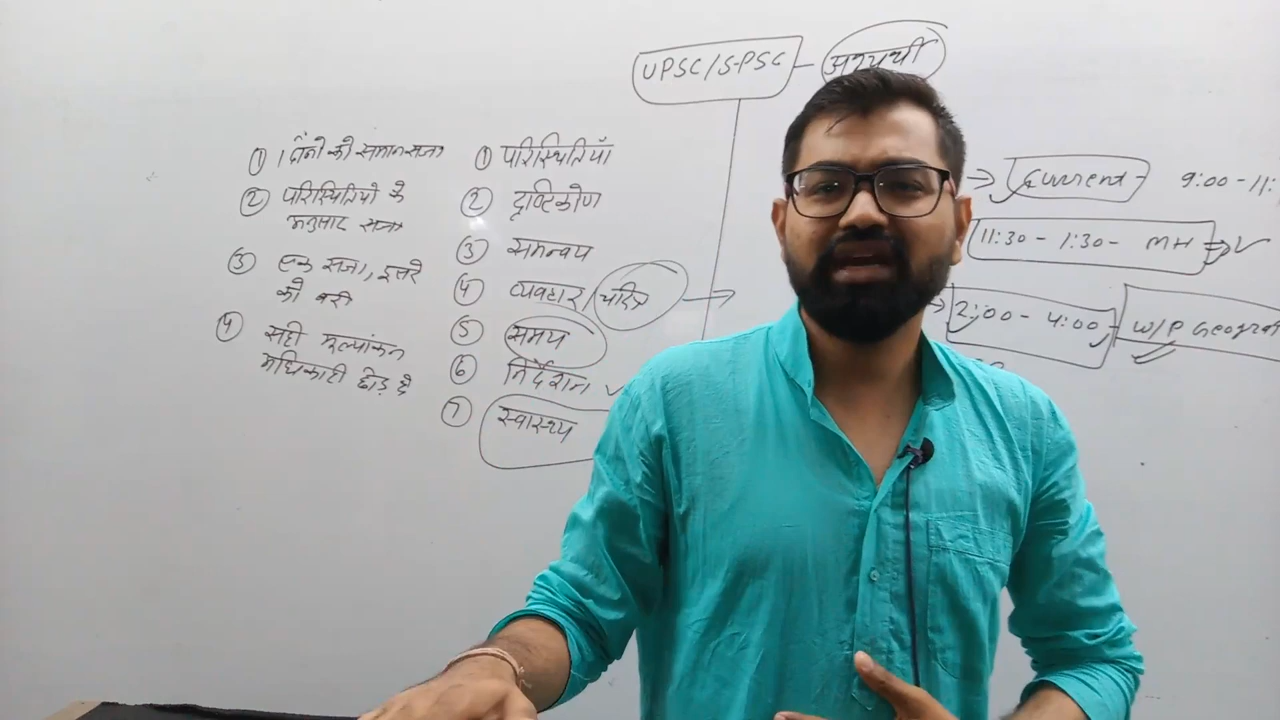 UPSC/S-PSC - अभ्यर्थी
① दोनों को समान सजा
② परिस्थितियों के
अनुसार सजा
③ एक सजा, दूसरे
को बरी
④ सही मूल्यांकन
अधिकारी छोड़ दे
① परिस्थितियाँ
② दृष्टिकोण
③ समन्वय
④ व्यवहार/चरित्र
⑤ समय
⑥ निर्देशन
⑦ स्वास्थ्य
Current 9:00-11:
11:30 - 1:30 - MH
2:00 - 4:00 W/P Geogra